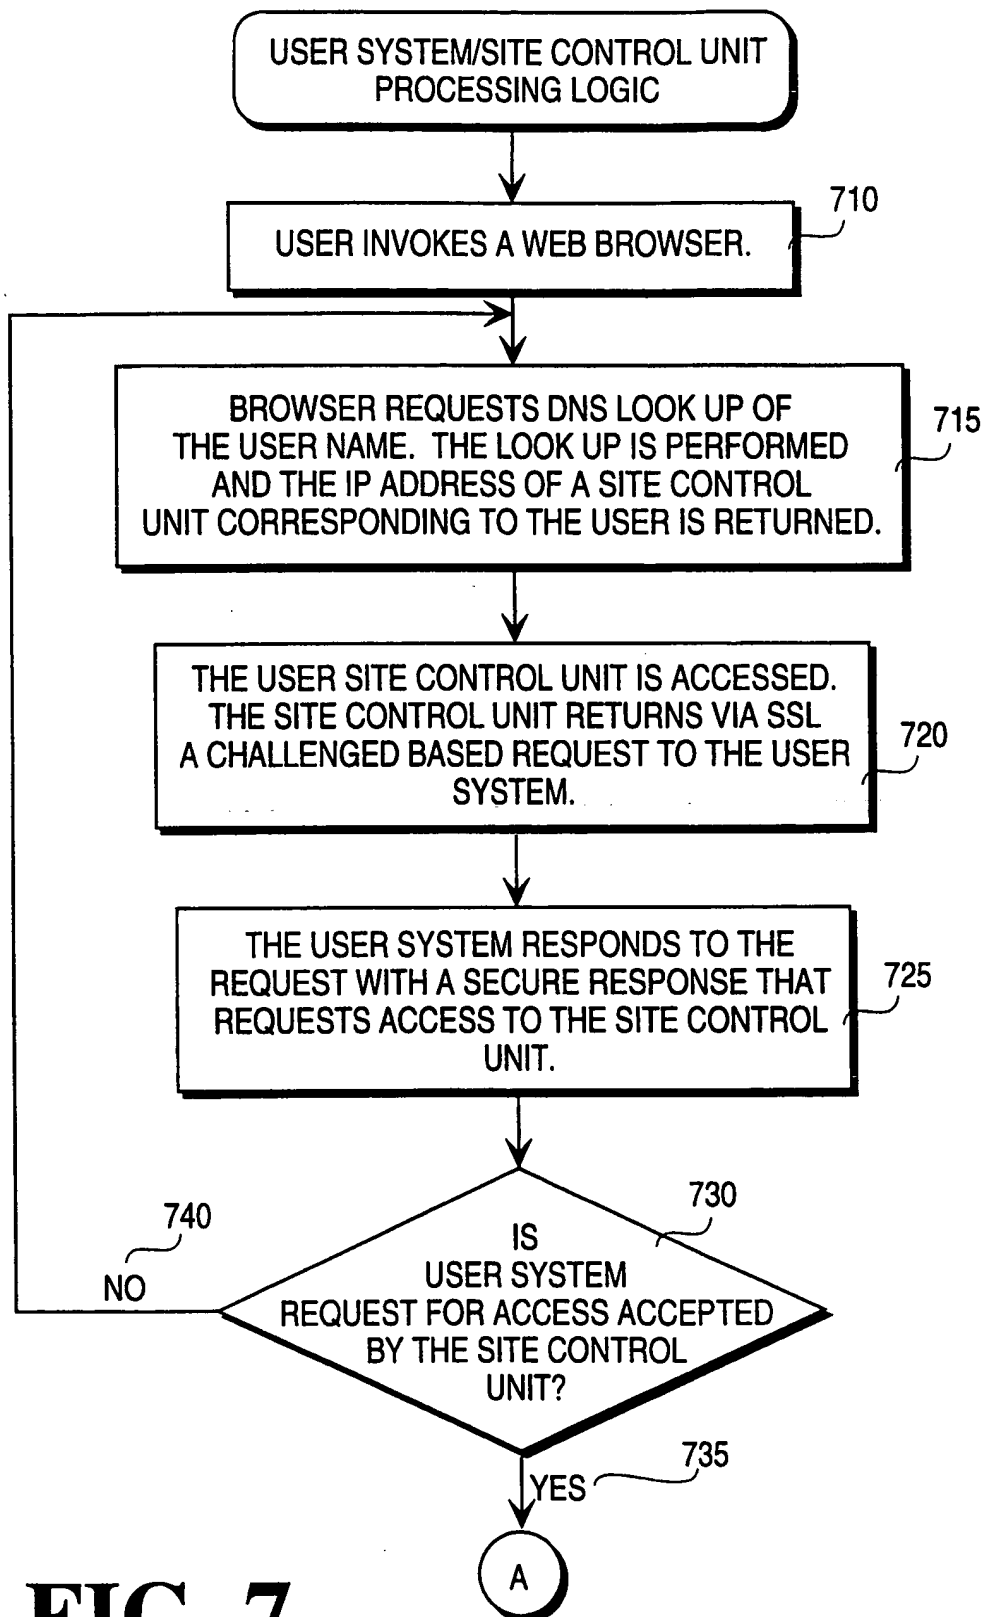 USER SYSTEM/SITE CONTROL UNIT
PROCESSING LOGIC
710
USER INVOKES A WEB BROWSER.
BROWSER REQUESTS DNS LOOK UP OF
THE USER NAME. THE LOOK UP IS PERFORMED
AND THE IP ADDRESS OF A SITE CONTROL
UNIT CORRESPONDING TO THE USER IS RETURNED.
715
THE USER SITE CONTROL UNIT IS ACCESSED.
THE SITE CONTROL UNIT RETURNS VIA SSL
A CHALLENGED BASED REQUEST TO THE USER
SYSTEM.
720
THE USER SYSTEM RESPONDS TO THE
REQUEST WITH A SECURE RESPONSE THAT
REQUESTS ACCESS TO THE SITE CONTROL
UNIT.
725
730
IS
USER SYSTEM
REQUEST FOR ACCESS ACCEPTED
BY THE SITE CONTROL
UNIT?
740
NO
735
YES
A
FIG. 7